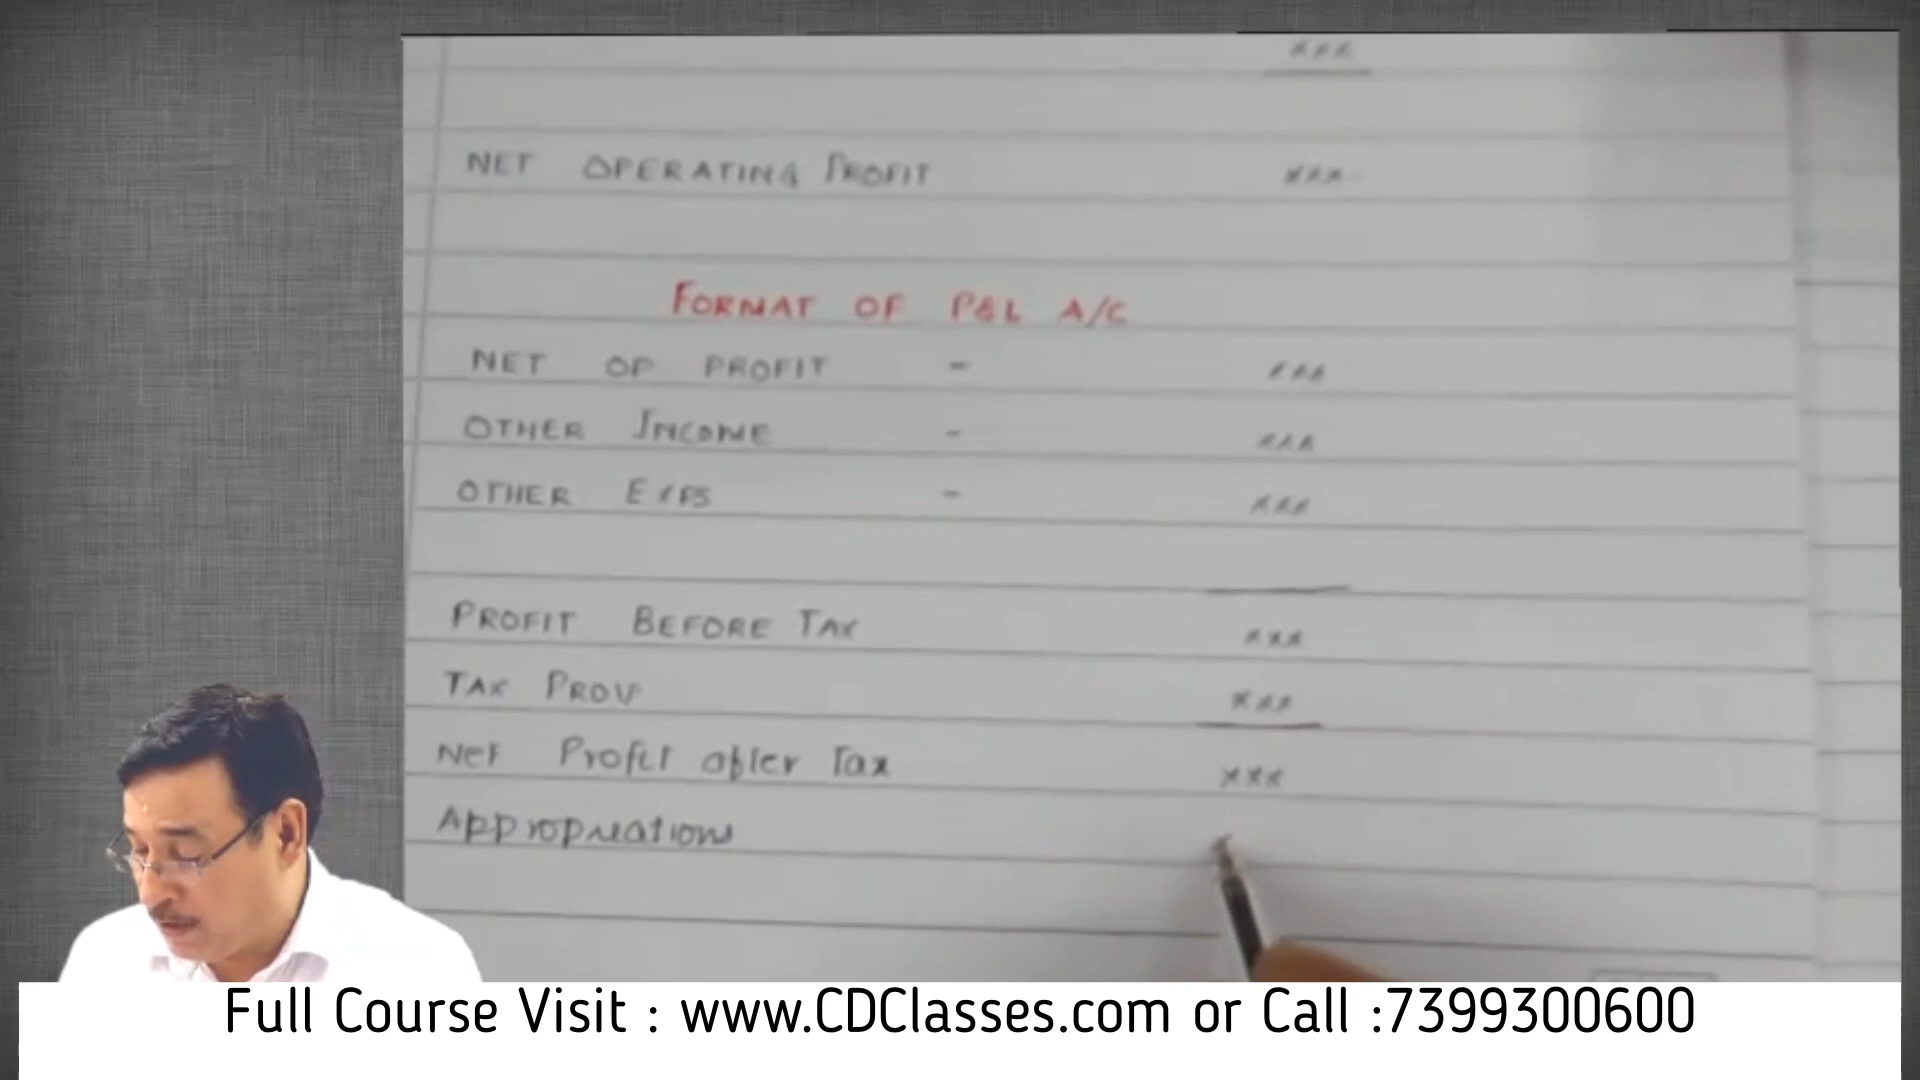 xxx
NET OPERATING PROFIT xxx
FORMAT OF P&L A/C
NET OP PROFIT - xxx
OTHER INCOME - xxx
OTHER EXPS - xxx
PROFIT BEFORE TAX xxx
TAX PROV xxx
Net Profit after Tax xxx
Appropriations
Full Course Visit : www.CDClasses.com or Call :7399300600